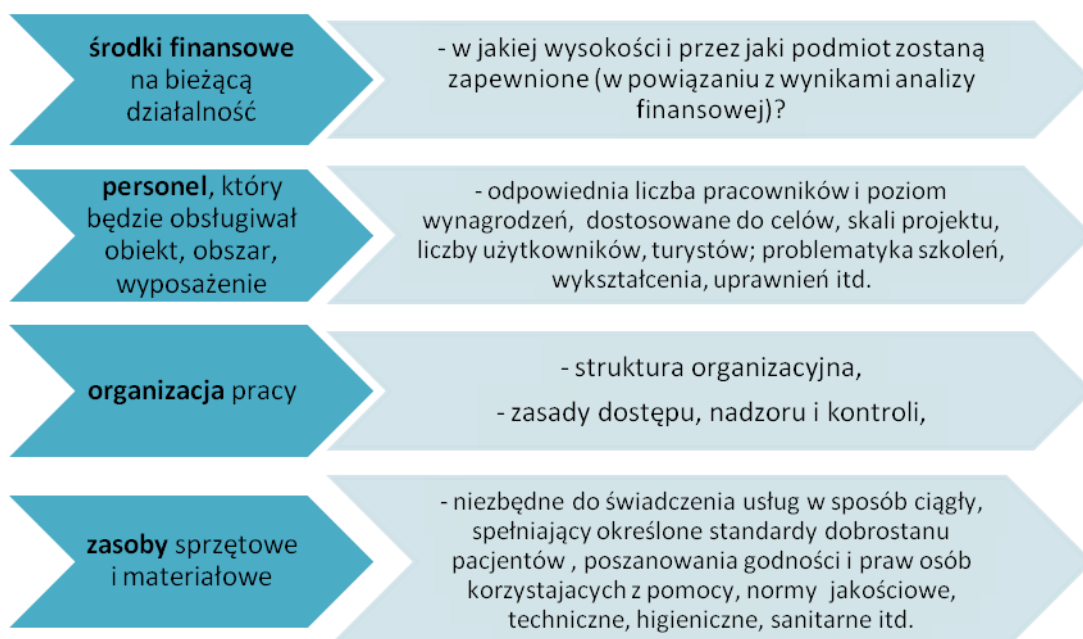 środki finansowe
na bieżącą
działalność
- w jakiej wysokości i przez jaki podmiot zostaną
zapewnione (w powiązaniu z wynikami analizy
finansowej)?
personel, który
będzie obsługiwał
obiekt, obszar,
wyposażenie
- odpowiednia liczba pracowników i poziom
wynagrodzeń, dostosowane do celów, skali projektu,
liczby użytkowników, turystów; problematyka szkoleń,
wykształcenia, uprawnień itd.
organizacja pracy
- struktura organizacyjna,
- zasady dostępu, nadzoru i kontroli,
zasoby sprzętowe
i materiałowe
- niezbędne do świadczenia usług w sposób ciągły,
spełniający określone standardy dobrostanu
pacjentów , poszanowania godności i praw osób
korzystajacych z pomocy, normy jakościowe,
techniczne, higieniczne, sanitarne itd.